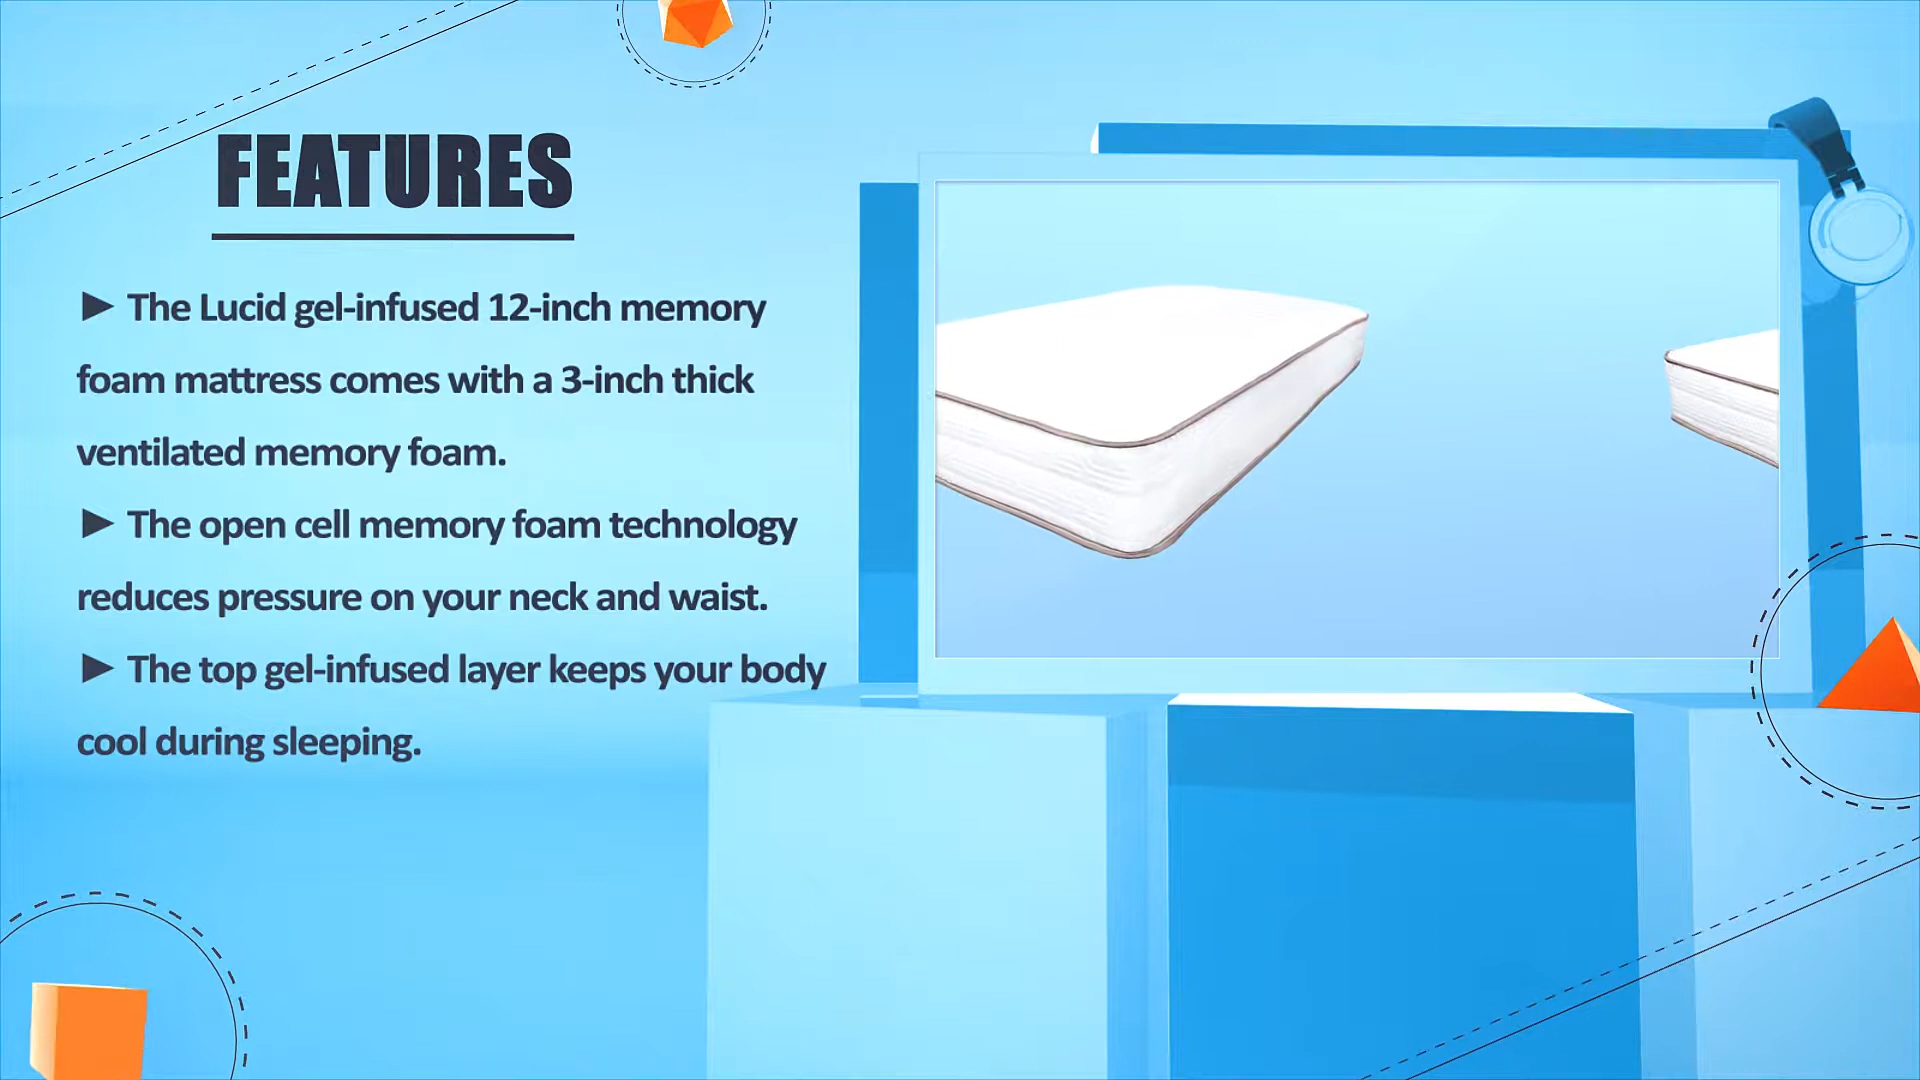 FEATURES
► The Lucid gel-infused 12-inch memory
foam mattress comes with a 3-inch thick
ventilated memory foam.
► The open cell memory foam technology
reduces pressure on your neck and waist.
► The top gel-infused layer keeps your body
cool during sleeping.